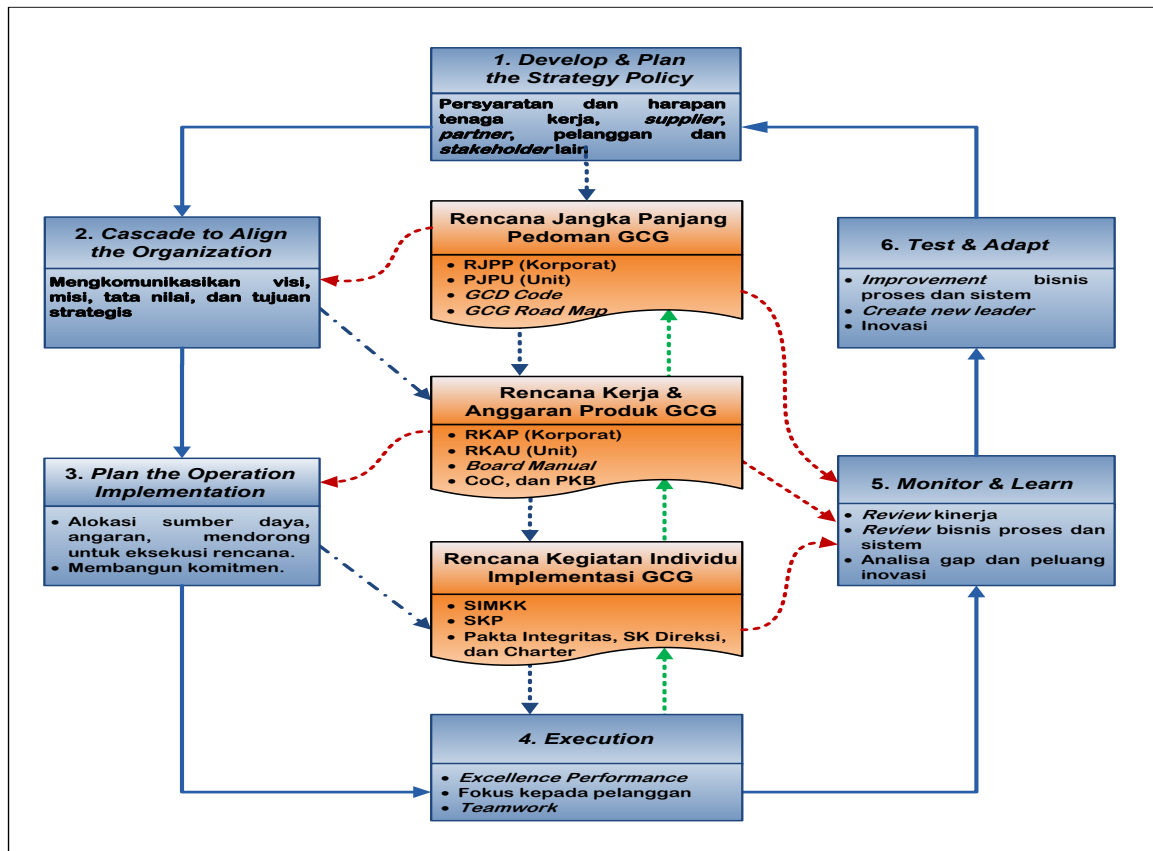 1. Develop & Plan
the Strategy Policy
Persyaratan dan harapan
tenaga kerja, supplier,
partner, pelanggan dan
stakeholder lain
2. Cascade to Align
the Organization
Mengkomunikasikan visi,
misi, tata nilai, dan tujuan
strategis
Rencana Jangka Panjang
Pedoman GCG
• RJPP (Korporat)
• PJPU (Unit)
• GCD Code
• GCG Road Map
6. Test & Adapt
• Improvement bisnis
proses dan sistem
• Create new leader
• Inovasi
Rencana Kerja &
Anggaran Produk GCG
• RKAP (Korporat)
• RKAU (Unit)
• Board Manual
• CoC, dan PKB
3. Plan the Operation
Implementation
• Alokasi sumber daya,
angaran, mendorong
untuk eksekusi rencana.
• Membangun komitmen.
5. Monitor & Learn
• Review kinerja
• Review bisnis proses dan
sistem
• Analisa gap dan peluang
inovasi
Rencana Kegiatan Individu
Implementasi GCG
• SIMKK
• SKP
• Pakta Integritas, SK Direksi,
dan Charter
4. Execution
• Excellence Performance
• Fokus kepada pelanggan
• Teamwork